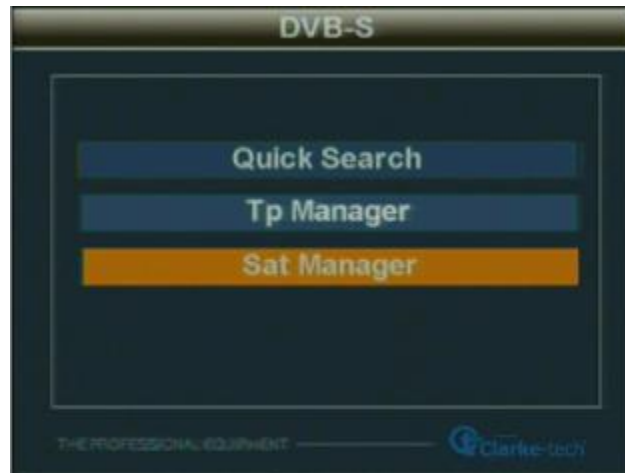 DVB-S
Quick Search
Tp Manager
Sat Manager
THE PROFESSIONAL EQUIPMENT
Clarke-tech